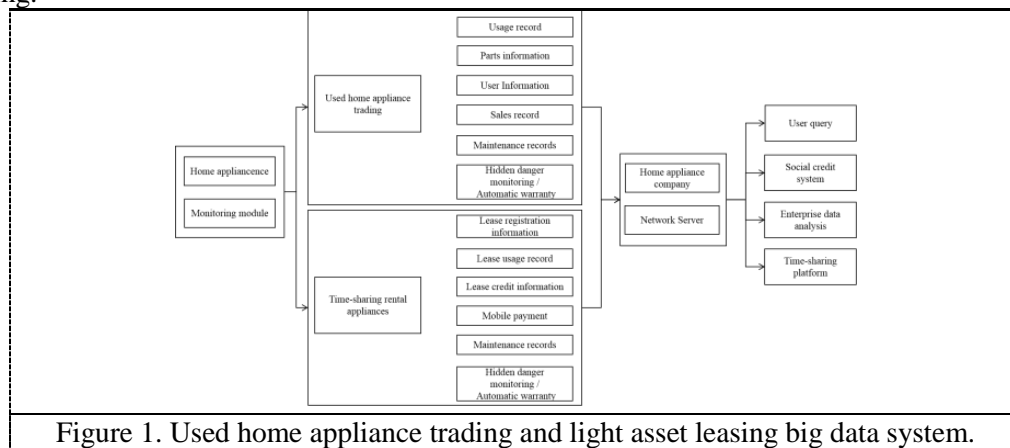 ng.
Home appliancence
Monitoring module
Used home appliance
trading
Usage record
Parts information
User Information
Sales record
Maintenance records
Hidden danger
monitoring /
Automatic warranty
Time-sharing rental
appliances
Lease registration
information
Lease usage record
Lease credit information
Mobile payment
Maintenance records
Hidden danger
monitoring /
Automatic warranty
Home appliance
company
Network Server
User query
Social credit
system
Enterprise data
analysis
Time-sharing
platform
Figure 1. Used home appliance trading and light asset leasing big data system.